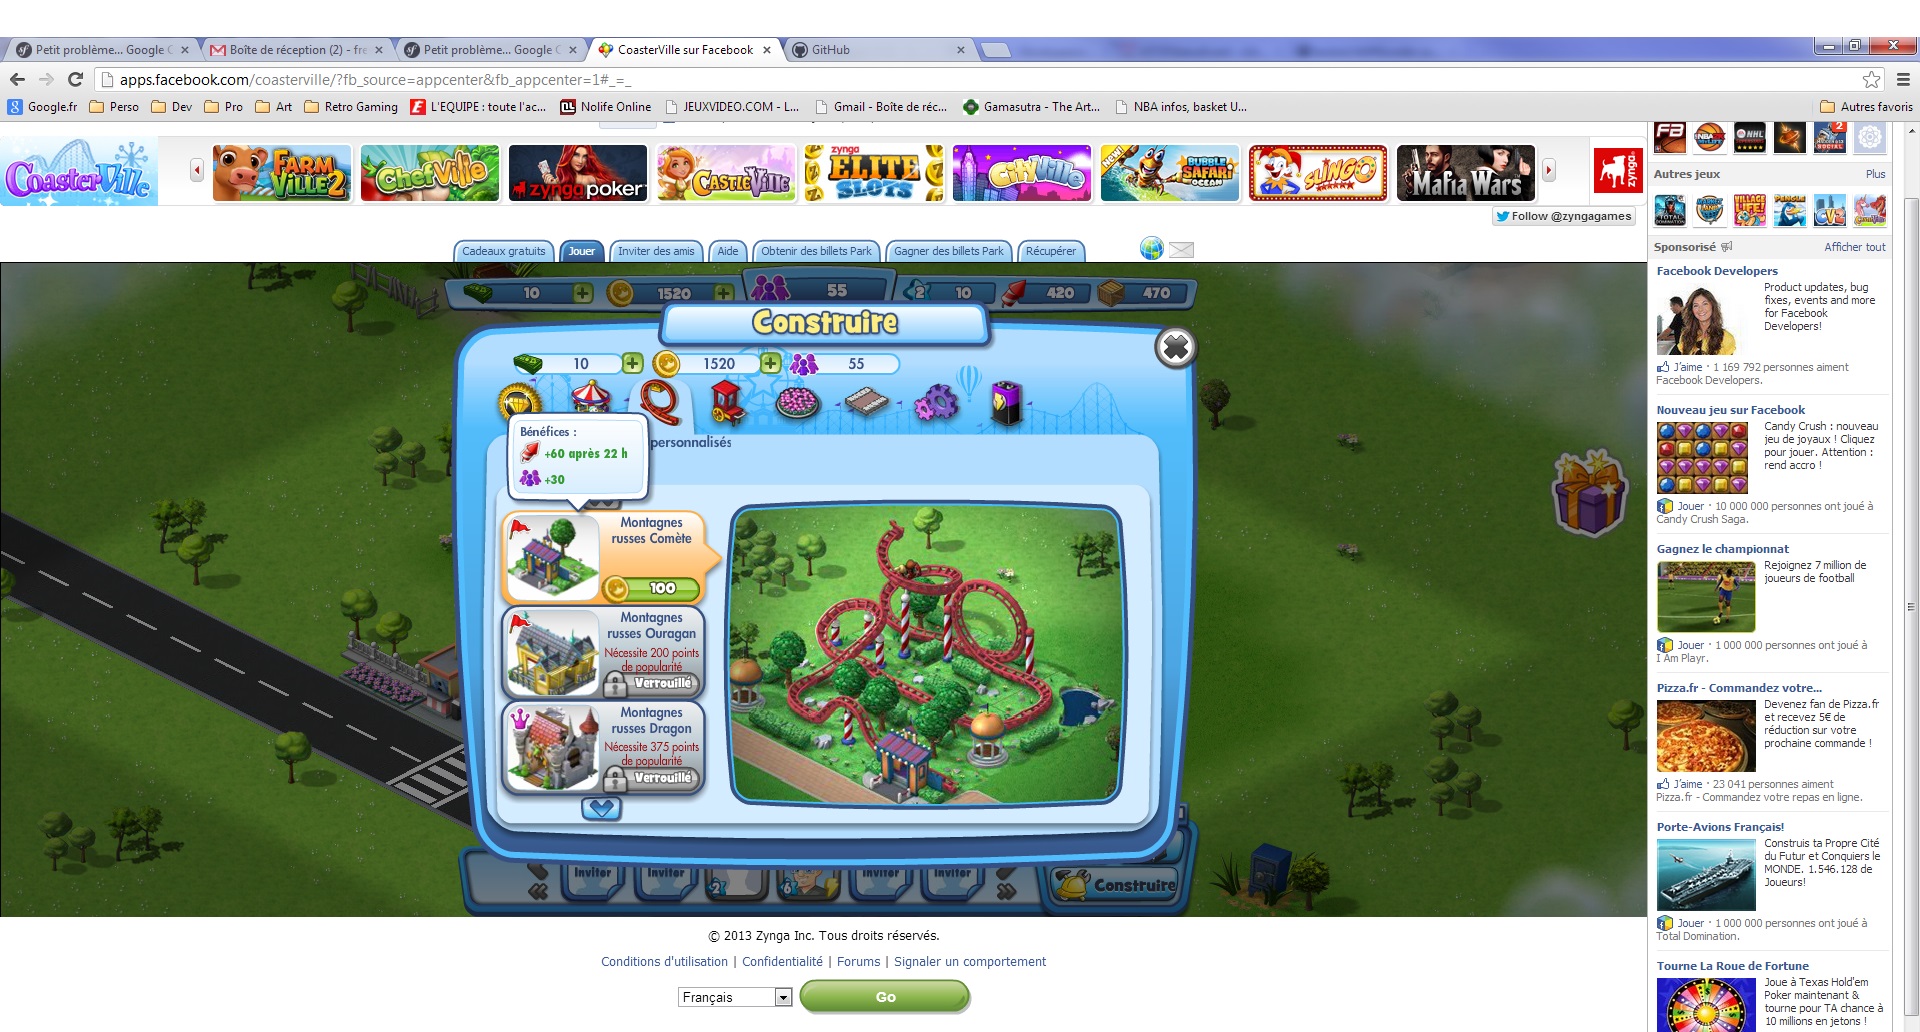 Petit problème... Google C
Boîte de réception (2) - fre
Petit problème... Google C
CoasterVille sur Facebook
GitHub
apps.facebook.com/coasterville/?fb_source=appcenter&fb_appcenter=1#_=_
Google.fr
Perso
Dev
Pro
Art
Retro Gaming
L'EQUIPE : toute l'ac...
Nolife Online
JEUXVIDEO.COM - L...
Gmail - Boîte de réc...
Gamasutra - The Art...
NBA infos, basket U...
Autres favoris
CoasterVille
FARM VILLE 2
ChefVille
zynga poker
CastleVille
zynga ELITE SLOTS
CityVille
NEW! BUBBLE SAFARI OCEAN
SLINGO
Mafia Wars
zynga
Follow @zyngagames
Cadeaux gratuits
Jouer
Inviter des amis
Aide
Obtenir des billets Park
Gagner des billets Park
Récupérer
10
1520
55
2
10
420
470
Construire
10
1520
55
personnalisés
Bénéfices :
+60 après 22 h
+30
Montagnes
russes Comète
100
Montagnes
russes Ouragan
Nécessite 200 points
de popularité
Verrouillé
Montagnes
russes Dragon
Nécessite 375 points
de popularité
Verrouillé
Inviter
Inviter
2
6
Inviter
Inviter
Construire
© 2013 Zynga Inc. Tous droits réservés.
Conditions d'utilisation | Confidentialité | Forums | Signaler un comportement
Français
Go
FB
NHL
2
Autres jeux
Plus
TOTAL DOMINATION
VILLAGE LIFE!
CV2
Sponsorisé
Afficher tout
Facebook Developers
Product updates, bug
fixes, events and more
for Facebook
Developers!
J'aime · 1 169 792 personnes aiment
Facebook Developers.
Nouveau jeu sur Facebook
Candy Crush : nouveau
jeu de joyaux ! Cliquez
pour jouer. Attention :
rend accro !
Jouer · 10 000 000 personnes ont joué à
Candy Crush Saga.
Gagnez le championnat
Rejoignez 7 million de
joueurs de football
Jouer · 1 000 000 personnes ont joué à
I Am Playr.
Pizza.fr - Commandez votre...
Devenez fan de Pizza.fr
et recevez 5€ de
réduction sur votre
prochaine commande !
J'aime · 23 041 personnes aiment
Pizza.fr - Commandez votre repas en ligne.
Porte-Avions Français!
Construis ta Propre Cité
du Futur et Conquiers le
MONDE. 1.546.128 de
Joueurs!
Jouer · 1 000 000 personnes ont joué à
Total Domination.
Tourne La Roue de Fortune
Joue à Texas Hold'em
Poker maintenant &
tourne pour TA chance à
10 millions en jetons !